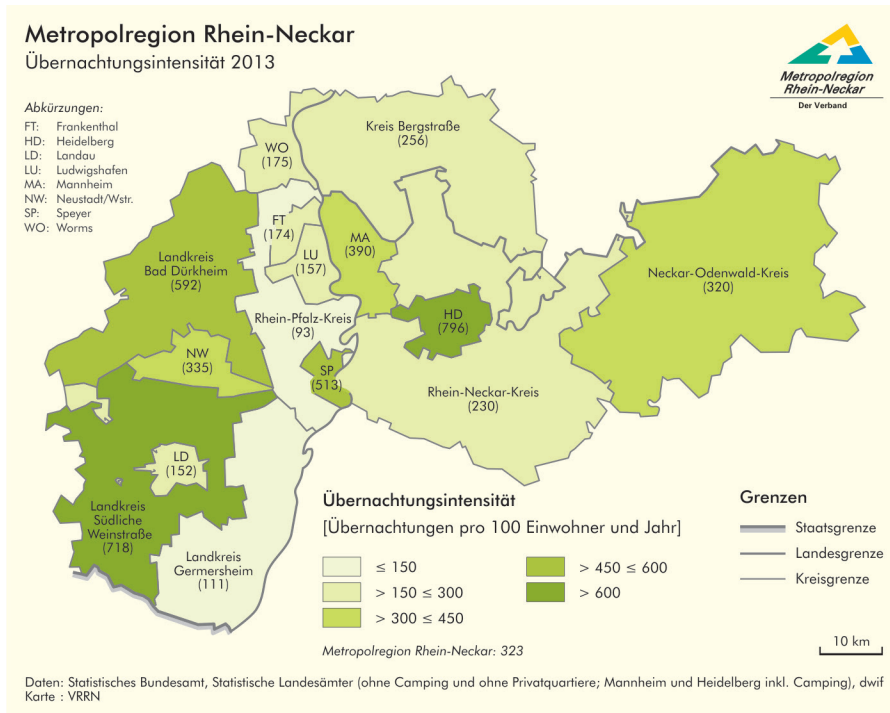 Metropolregion Rhein-Neckar
Übernachtungsintensität 2013
Metropolregion
Rhein-Neckar
Der Verband
Abkürzungen:
FT: Frankenthal
HD: Heidelberg
LD: Landau
LU: Ludwigshafen
MA: Mannheim
NW: Neustadt/Wstr.
SP: Speyer
WO: Worms
Kreis Bergstraße
(256)
WO
(175)
FT
(174)
MA
(390)
LU
(157)
Landkreis
Bad Dürkheim
(592)
Neckar-Odenwald-Kreis
(320)
Rhein-Pfalz-Kreis
(93)
HD
(796)
NW
(335)
SP
(513)
Rhein-Neckar-Kreis
(230)
LD
(152)
Landkreis
Südliche
Weinstraße
(718)
Landkreis
Germersheim
(111)
Übernachtungsintensität
[Übernachtungen pro 100 Einwohner und Jahr]
≤ 150
> 150 ≤ 300
> 300 ≤ 450
> 450 ≤ 600
> 600
Metropolregion Rhein-Neckar: 323
Grenzen
Staatsgrenze
Landesgrenze
Kreisgrenze
10 km
Daten: Statistisches Bundesamt, Statistische Landesämter (ohne Camping und ohne Privatquartiere; Mannheim und Heidelberg inkl. Camping), dwif
Karte : VRRN